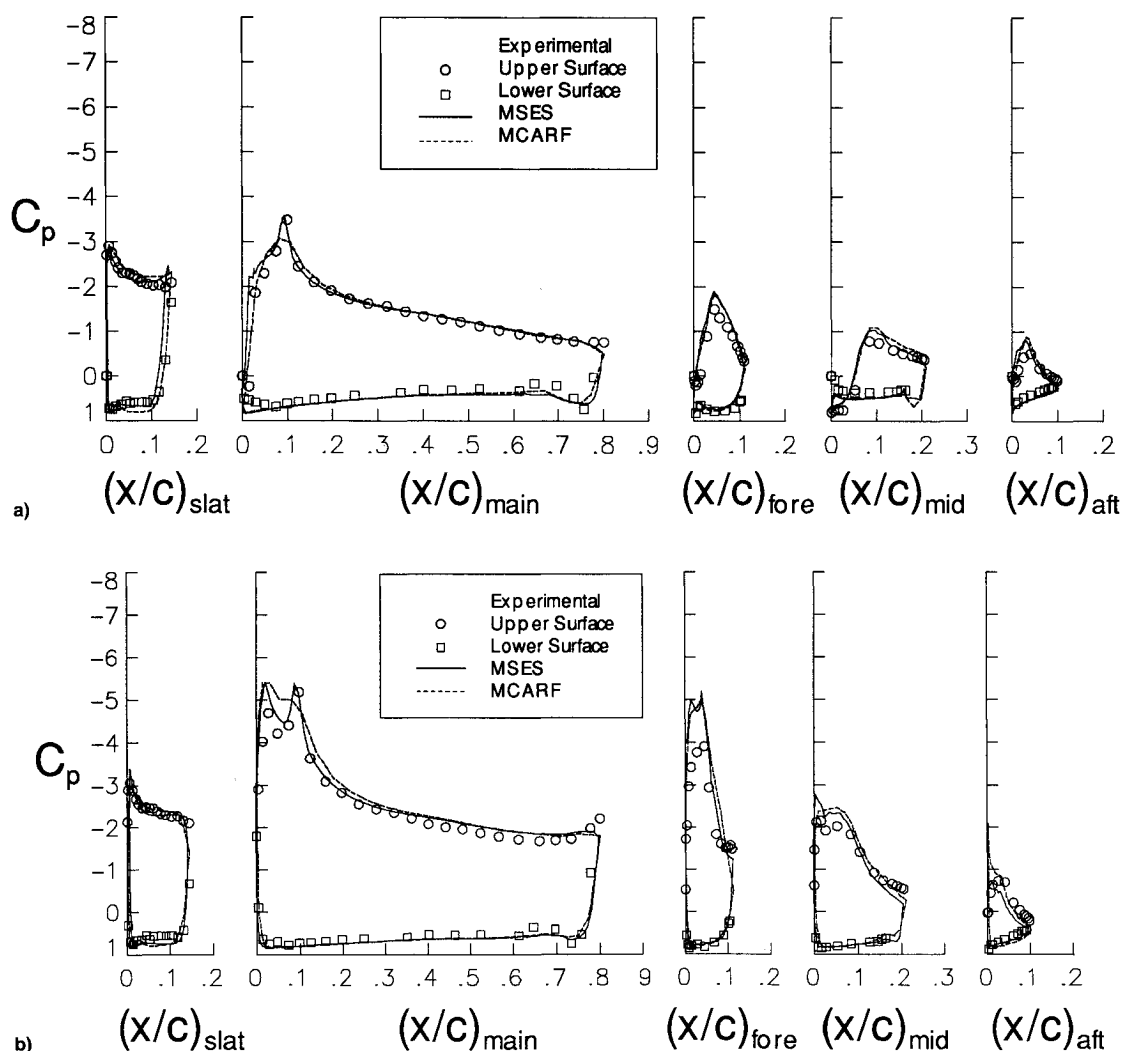 -8
-7
-6
-5
-4
-3
-2
-1
0
1
Cp
Experimental
Upper Surface
Lower Surface
MSES
MCARF
0 .1 .2
0 .1 .2 .3 .4 .5 .6 .7 .8 .9
0 .1 .2
0 .1 .2 .3
0 .1 .2
a)
(x/c)slat
(x/c)main
(x/c)fore
(x/c)mid
(x/c)aft
-8
-7
-6
-5
-4
-3
-2
-1
0
1
Cp
Experimental
Upper Surface
Lower Surface
MSES
MCARF
0 .1 .2
0 .1 .2 .3 .4 .5 .6 .7 .8 .9
0 .1 .2
0 .1 .2 .3
0 .1 .2
b)
(x/c)slat
(x/c)main
(x/c)fore
(x/c)mid
(x/c)aft